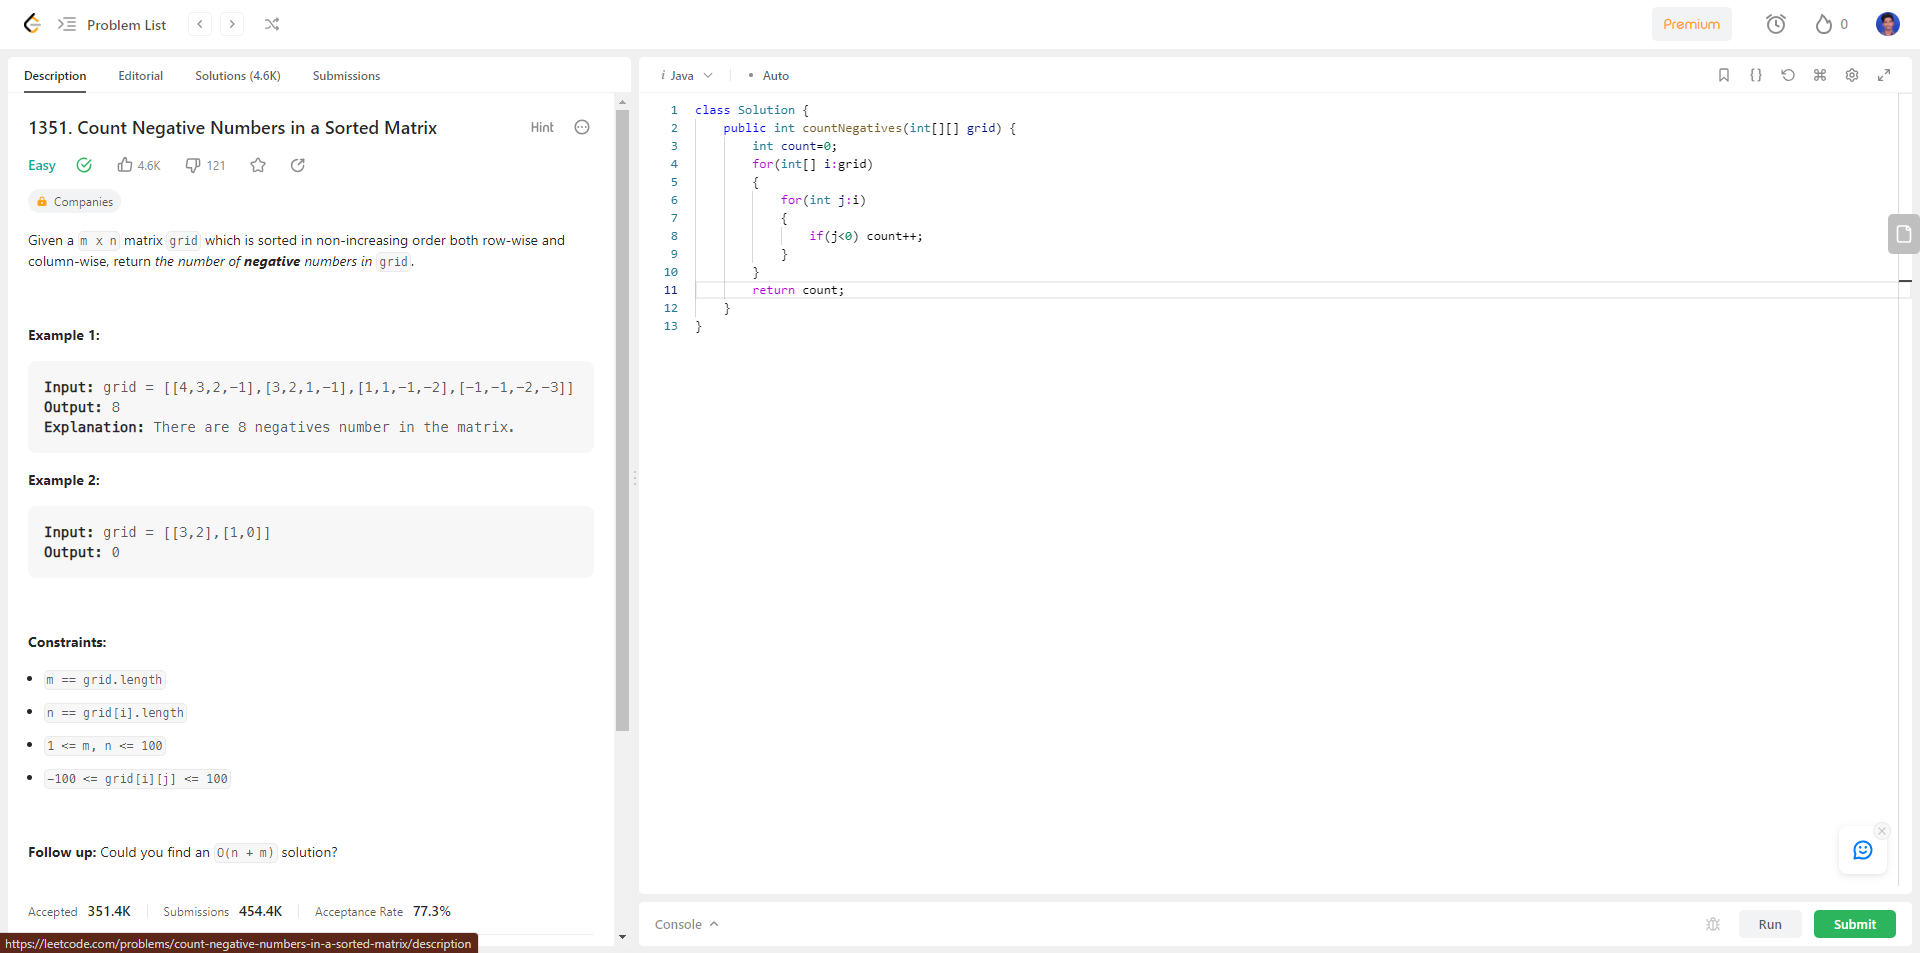 Problem List
Premium
0
Description Editorial Solutions (4.6K) Submissions
1351. Count Negative Numbers in a Sorted Matrix
Hint
Easy 4.6K 121
Companies
Given a m x n matrix grid which is sorted in non-increasing order both row-wise and
column-wise, return the number of negative numbers in grid.
Example 1:
Input: grid = [[4,3,2,-1],[3,2,1,-1],[1,1,-1,-2],[-1,-1,-2,-3]]
Output: 8
Explanation: There are 8 negatives number in the matrix.
Example 2:
Input: grid = [[3,2],[1,0]]
Output: 0
Constraints:
• m == grid.length
• n == grid[i].length
• 1 <= m, n <= 100
• -100 <= grid[i][j] <= 100
Follow up: Could you find an O(n + m) solution?
Accepted 351.4K Submissions 454.4K Acceptance Rate 77.3%
https://leetcode.com/problems/count-negative-numbers-in-a-sorted-matrix/description
i Java • Auto
{}
1 class Solution {
2 public int countNegatives(int[][] grid) {
3 int count=0;
4 for(int[] i:grid)
5 {
6 for(int j:i)
7 {
8 if(j<0) count++;
9 }
10 }
11 return count;
12 }
13 }
Console
Run
Submit